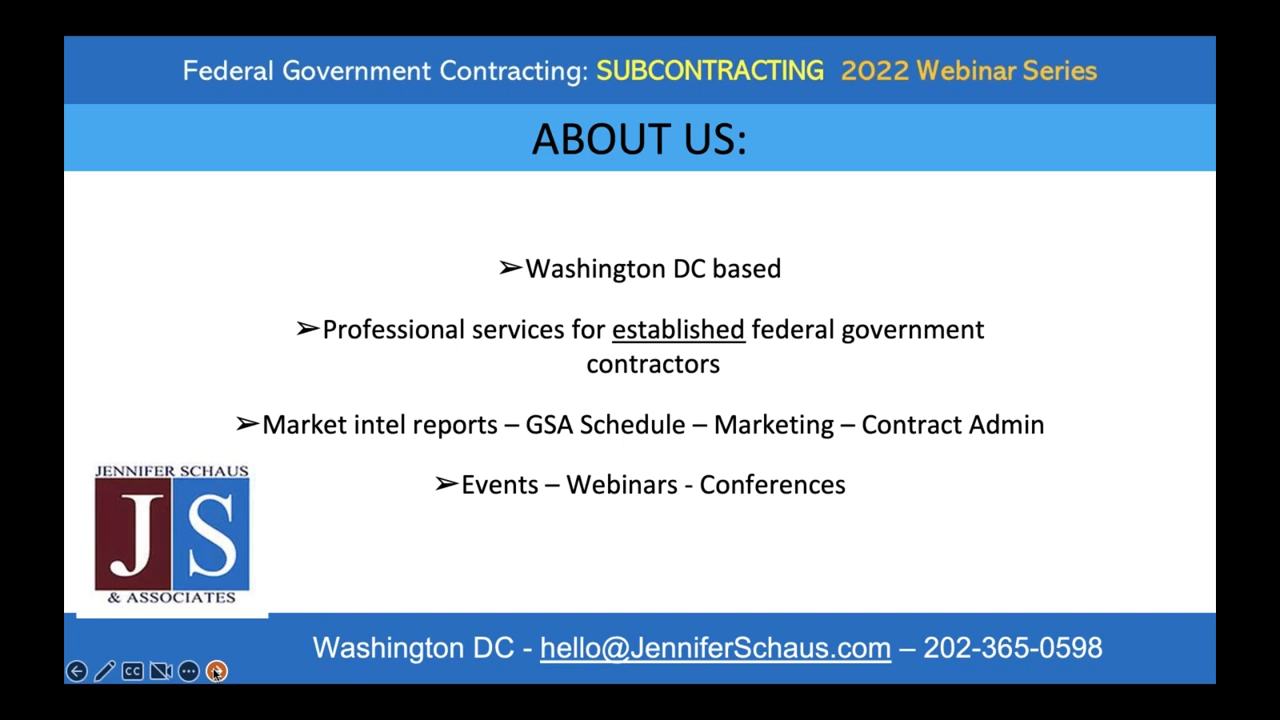 Federal Government Contracting: SUBCONTRACTING 2022 Webinar Series
ABOUT US:
➢Washington DC based
➢Professional services for established federal government
contractors
➢Market intel reports – GSA Schedule – Marketing – Contract Admin
➢Events – Webinars - Conferences
JENNIFER SCHAUS
JS
& ASSOCIATES
Washington DC - hello@JenniferSchaus.com – 202-365-0598
CC